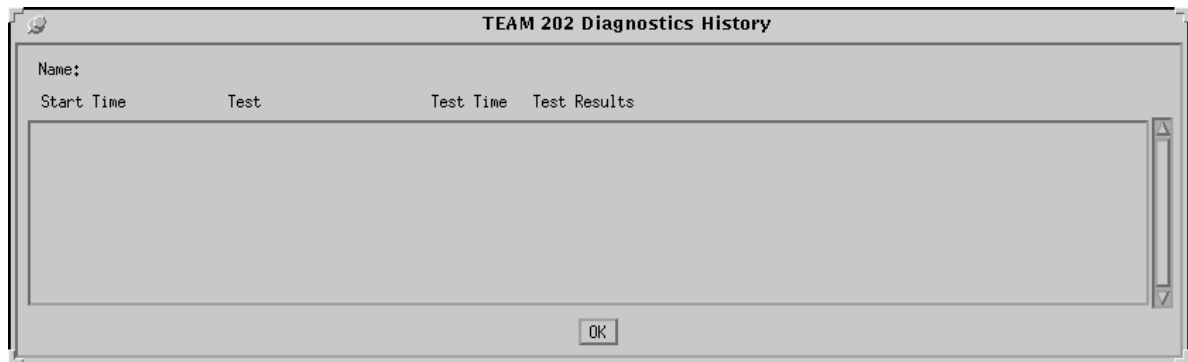 TEAM 202 Diagnostics History
Name:
Start Time Test Test Time Test Results
OK